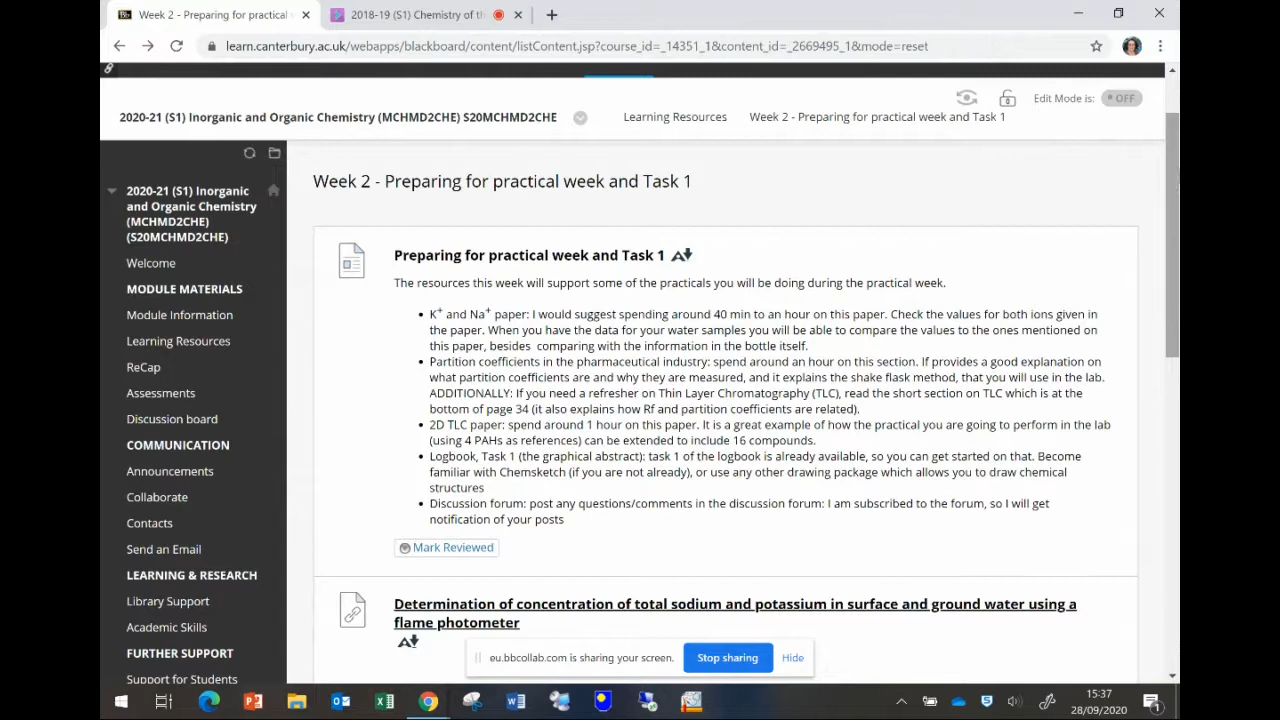 Week 2 - Preparing for practical w
2018-19 (S1) Chemistry of th
learn.canterbury.ac.uk/webapps/blackboard/content/listContent.jsp?course_id=_14351_1&content_id=_2669495_1&mode=reset
Edit Mode is: OFF
2020-21 (S1) Inorganic and Organic Chemistry (MCHMD2CHE) S20MCHMD2CHE Learning Resources Week 2 - Preparing for practical week and Task 1
2020-21 (S1) Inorganic
and Organic Chemistry
(MCHMD2CHE)
(S20MCHMD2CHE)
Welcome
MODULE MATERIALS
Module Information
Learning Resources
ReCap
Assessments
Discussion board
COMMUNICATION
Announcements
Collaborate
Contacts
Send an Email
LEARNING & RESEARCH
Library Support
Academic Skills
FURTHER SUPPORT
Support for Students
Week 2 - Preparing for practical week and Task 1
Preparing for practical week and Task 1
The resources this week will support some of the practicals you will be doing during the practical week.
• K+ and Na+ paper: I would suggest spending around 40 min to an hour on this paper. Check the values for both ions given in
the paper. When you have the data for your water samples you will be able to compare the values to the ones mentioned on
this paper, besides comparing with the information in the bottle itself.
• Partition coefficients in the pharmaceutical industry: spend around an hour on this section. If provides a good explanation on
what partition coefficients are and why they are measured, and it explains the shake flask method, that you will use in the lab.
ADDITIONALLY: If you need a refresher on Thin Layer Chromatography (TLC), read the short section on TLC which is at the
bottom of page 34 (it also explains how Rf and partition coefficients are related).
• 2D TLC paper: spend around 1 hour on this paper. It is a great example of how the practical you are going to perform in the lab
(using 4 PAHs as references) can be extended to include 16 compounds.
• Logbook, Task 1 (the graphical abstract): task 1 of the logbook is already available, so you can get started on that. Become
familiar with Chemsketch (if you are not already), or use any other drawing package which allows you to draw chemical
structures
• Discussion forum: post any questions/comments in the discussion forum: I am subscribed to the forum, so I will get
notification of your posts
Mark Reviewed
Determination of concentration of total sodium and potassium in surface and ground water using a
flame photometer
eu.bbcollab.com is sharing your screen. Stop sharing Hide
15:37
28/09/2020